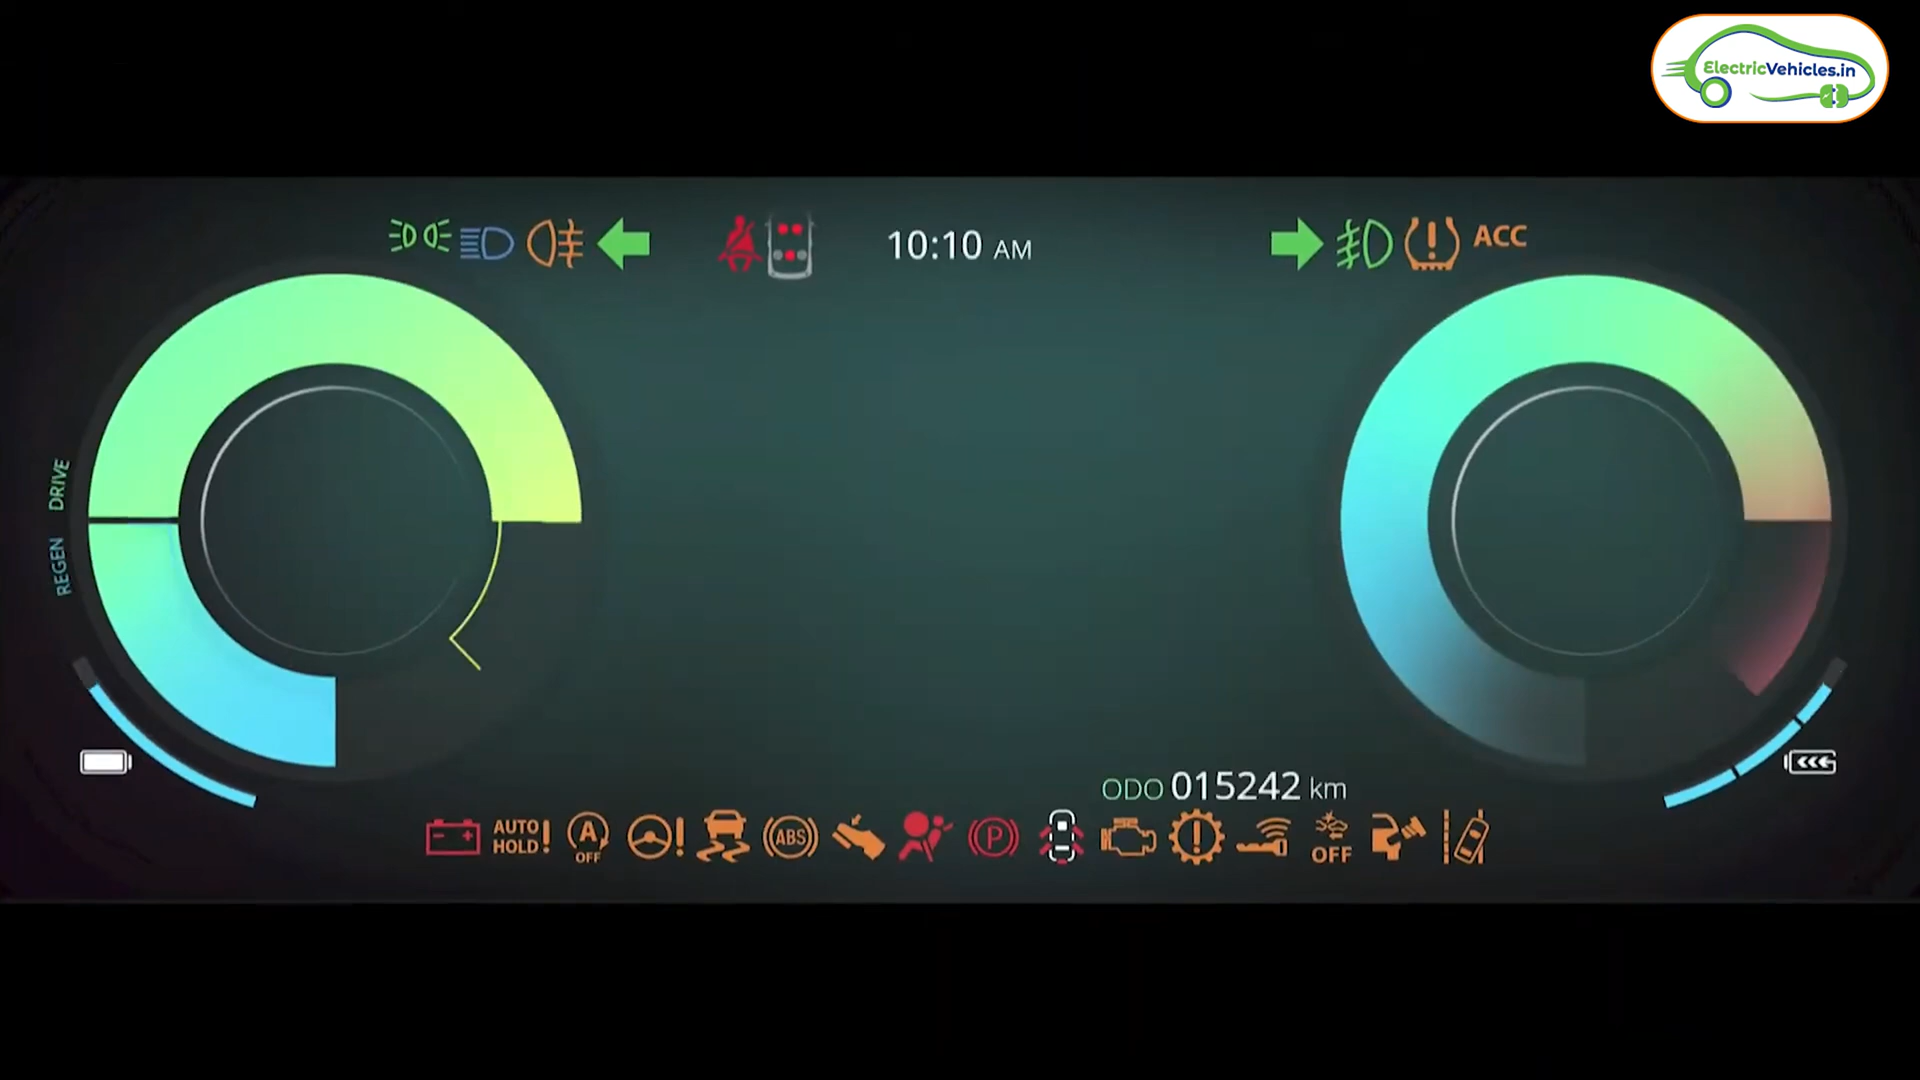 ElectricVehicles.in
10:10 AM
ACC
DRIVE
REGEN
ODO 015242 km
AUTO
HOLD!
A
OFF
!
ABS
P
OFF